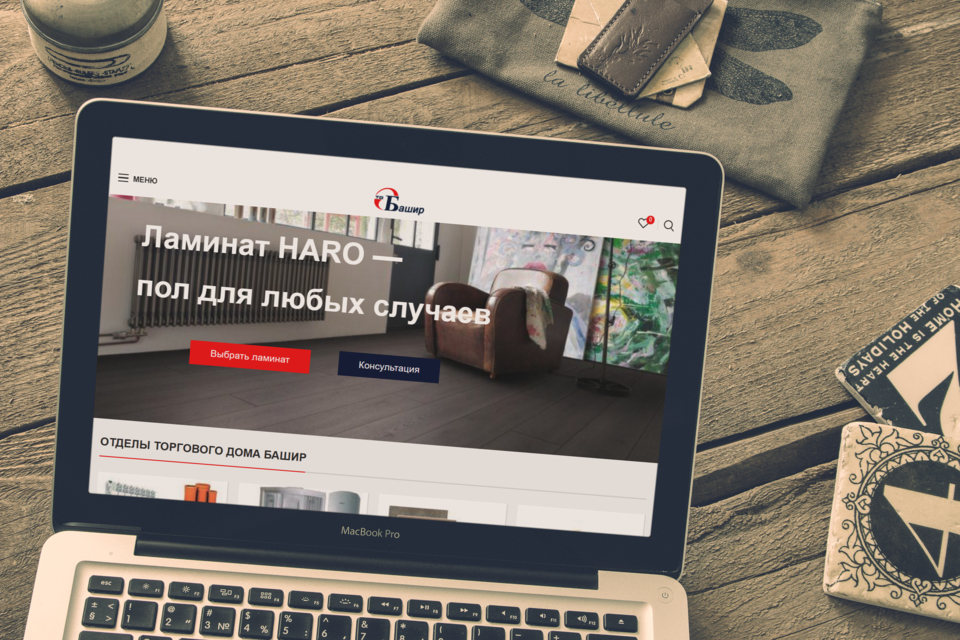 la libellule
МЕНЮ
Башир
0
Ламинат HARO —
пол для любых случаев
Выбрать ламинат
Консультация
ОТДЕЛЫ ТОРГОВОГО ДОМА БАШИР
HOME IS THE HEART
OF THE HOLIDAYS
MacBook Pro
esc